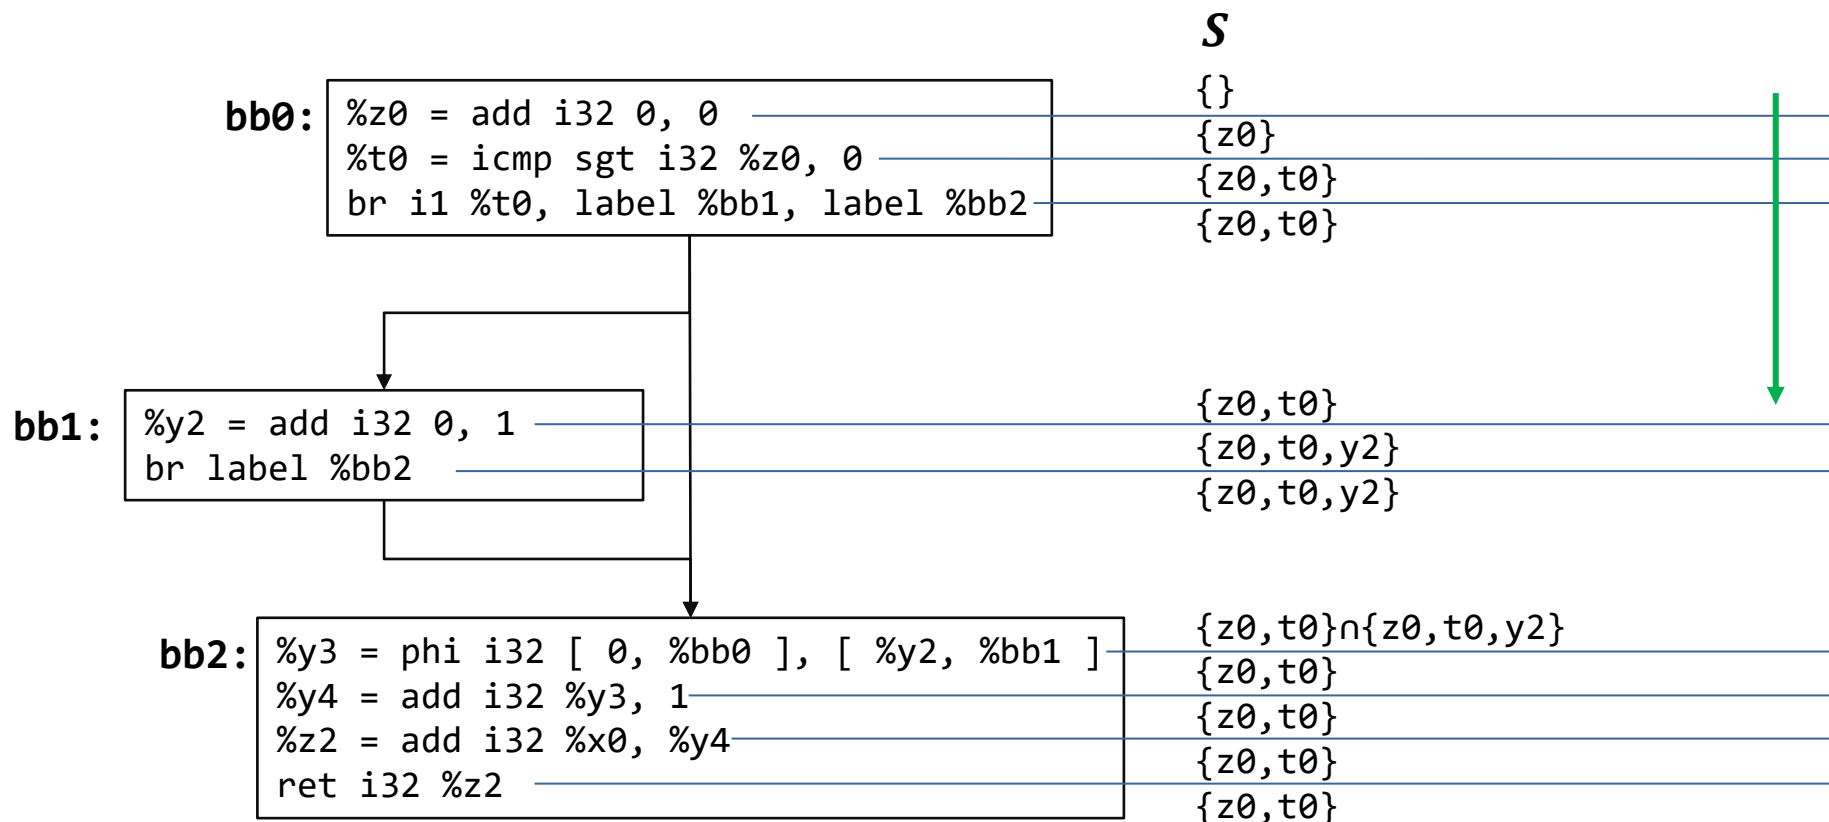 S
bb0:
%z0 = add i32 0, 0
%t0 = icmp sgt i32 %z0, 0
br i1 %t0, label %bb1, label %bb2
{}
{z0}
{z0,t0}
{z0,t0}
bb1:
%y2 = add i32 0, 1
br label %bb2
{z0,t0}
{z0,t0,y2}
{z0,t0,y2}
bb2:
%y3 = phi i32 [ 0, %bb0 ], [ %y2, %bb1 ]
%y4 = add i32 %y3, 1
%z2 = add i32 %x0, %y4
ret i32 %z2
{z0,t0}∩{z0,t0,y2}
{z0,t0}
{z0,t0}
{z0,t0}
{z0,t0}